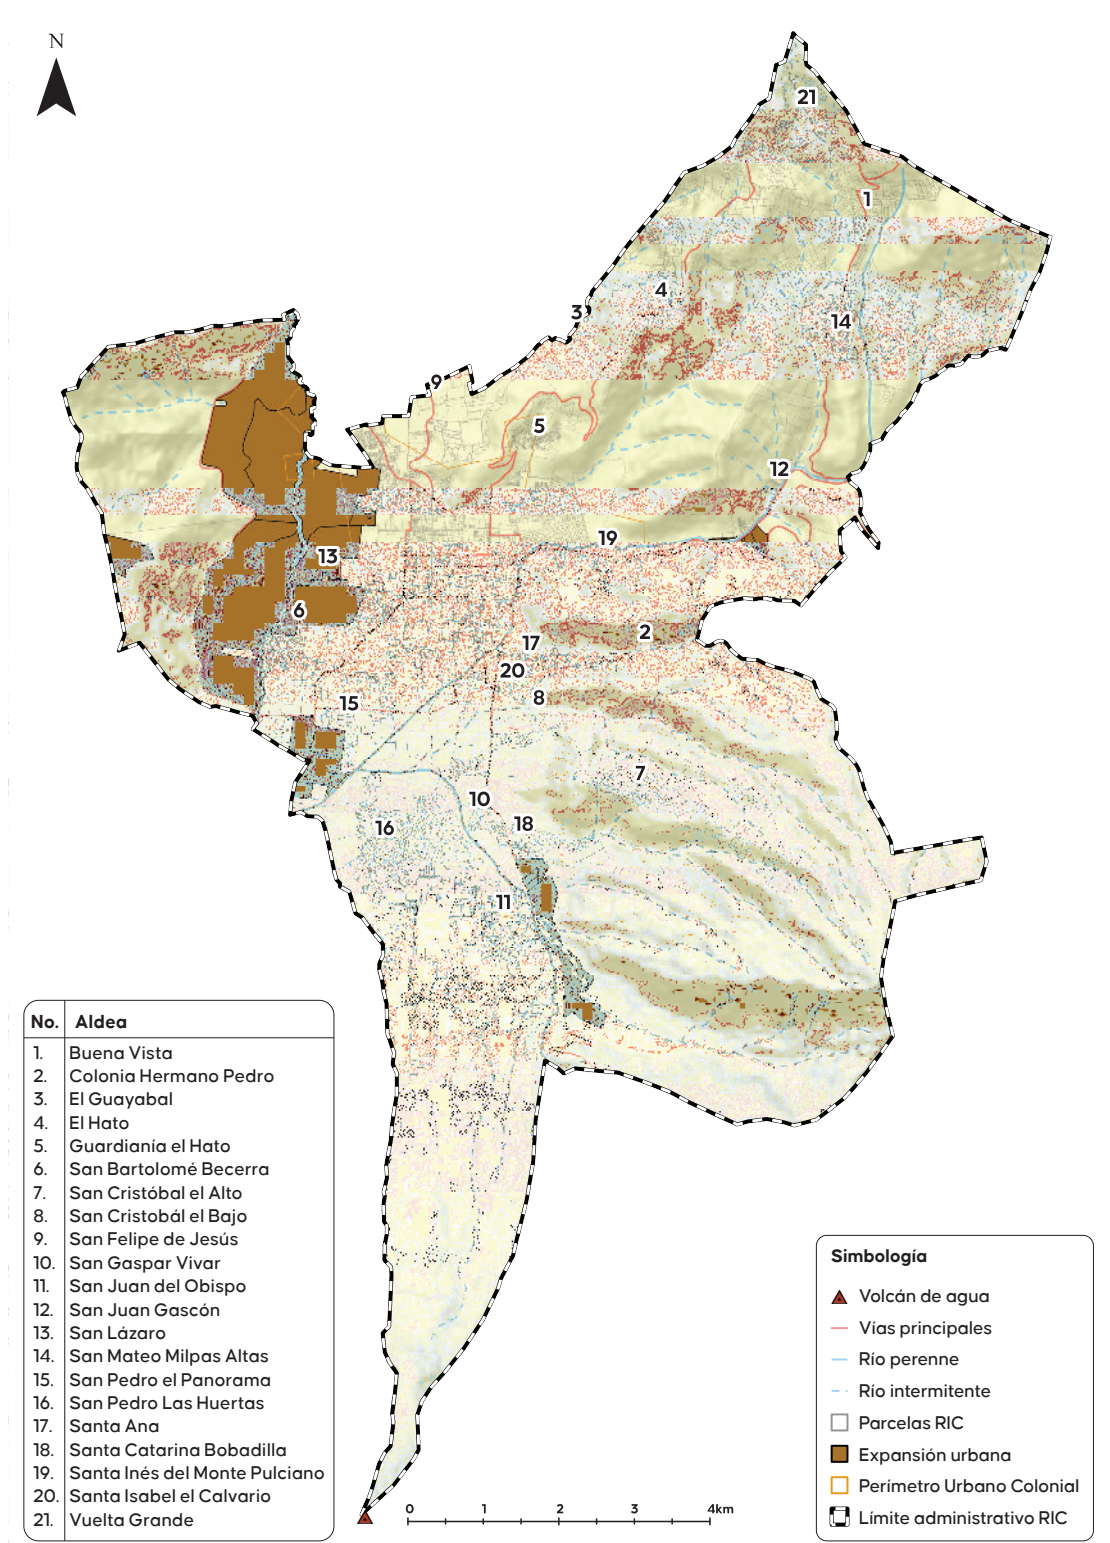 N
21
1
4
3
14
9
5
12
19
13
6
2
17
20
8
15
7
10
18
16
11
No. Aldea
1. Buena Vista
2. Colonia Hermano Pedro
3. El Guayabal
4. El Hato
5. Guardianía el Hato
6. San Bartolomé Becerra
7. San Cristóbal el Alto
8. San Cristobál el Bajo
9. San Felipe de Jesús
10. San Gaspar Vivar
11. San Juan del Obispo
12. San Juan Gascón
13. San Lázaro
14. San Mateo Milpas Altas
15. San Pedro el Panorama
16. San Pedro Las Huertas
17. Santa Ana
18. Santa Catarina Bobadilla
19. Santa Inés del Monte Pulciano
20. Santa Isabel el Calvario
21. Vuelta Grande
0 1 2 3 4km
Simbología
Volcán de agua
Vías principales
Río perenne
Río intermitente
Parcelas RIC
Expansión urbana
Perímetro Urbano Colonial
Límite administrativo RIC